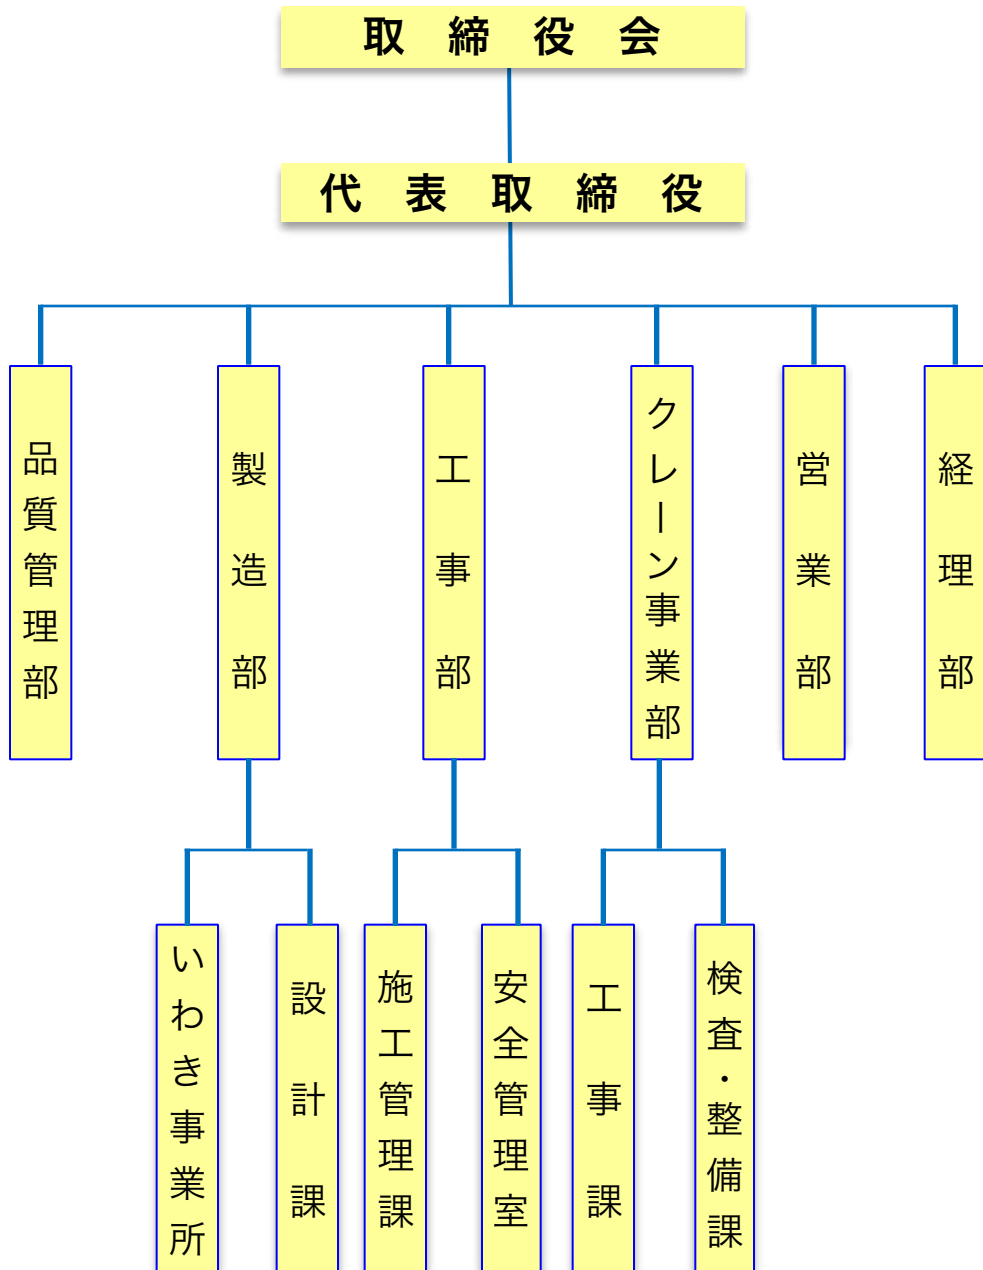 取締役会
代表取締役
品質管理部
製造部
工事部
クレーン事業部
営業部
経理部
いわき事業所
設計課
施工管理課
安全管理室
工事課
検査・整備課